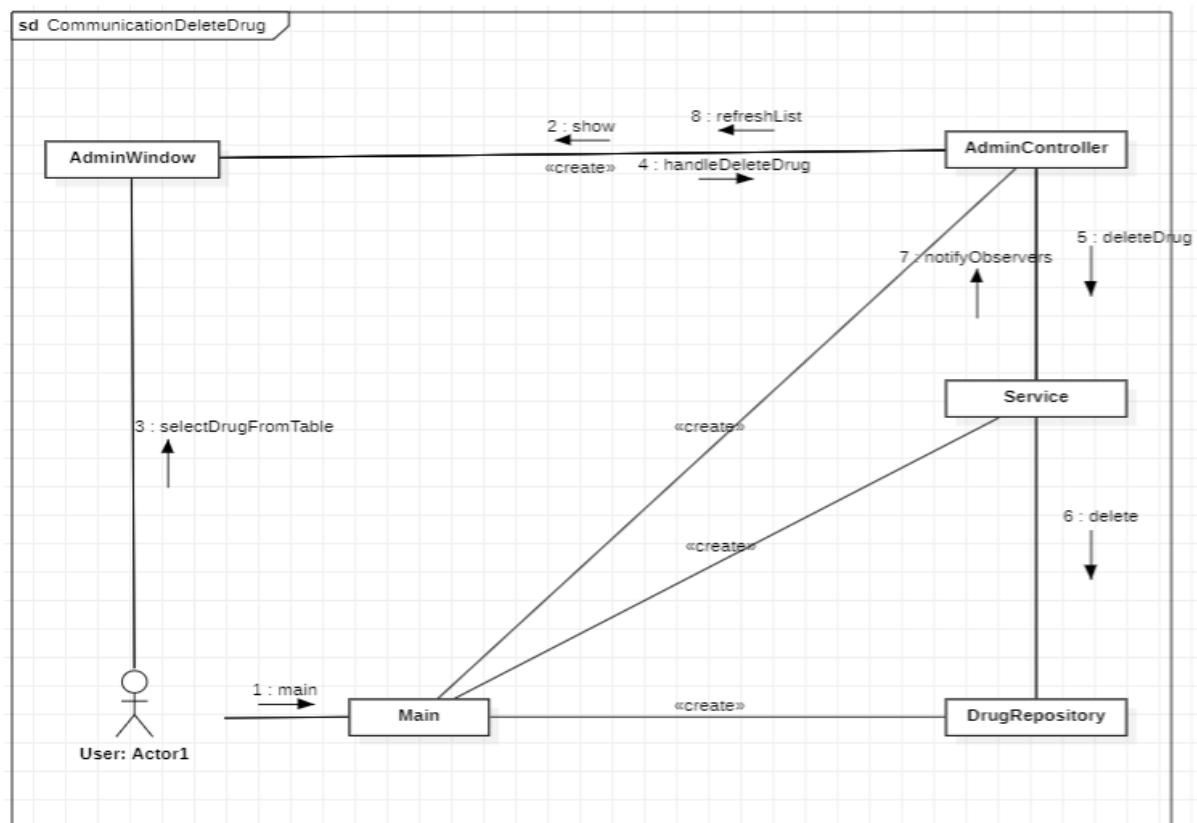 sd CommunicationDeleteDrug
8 : refreshList
2 : show
AdminWindow
«create»
4 : handleDeleteDrug
AdminController
5 : deleteDrug
7 : notifyObservers
Service
3 : selectDrugFromTable
«create»
6 : delete
«create»
1 : main
Main
«create»
DrugRepository
User: Actor1